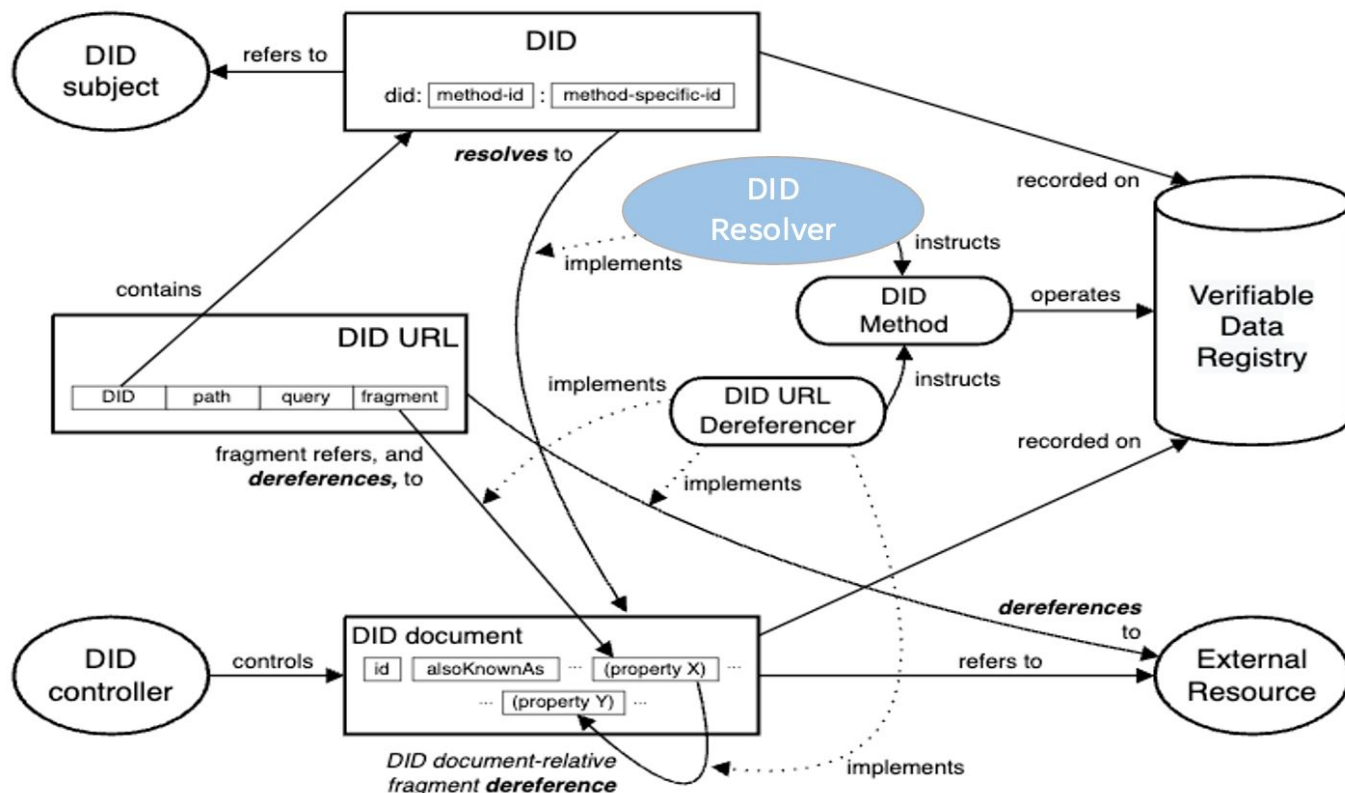 DID
subject
refers to
DID
did: method-id : method-specific-id
resolves to
recorded on
DID
Resolver
implements
instructs
contains
DID
Method
operates
Verifiable
Data
Registry
DID URL
DID path query fragment
implements
DID URL
Dereferencer
instructs
fragment refers, and
dereferences, to
implements
recorded on
dereferences
to
DID
controller
controls
DID document
id alsoKnownAs ... (property X) ...
... (property Y) ...
refers to
External
Resource
DID document-relative
fragment dereference
implements